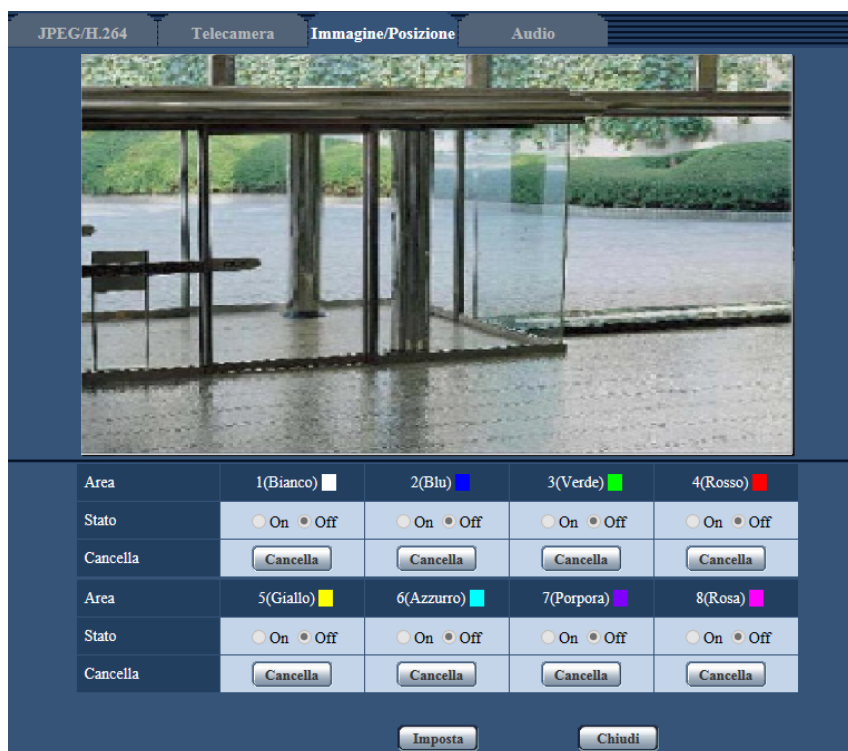 JPEG/H.264 Telecamera Immagine/Posizione Audio
Area 1(Bianco) 2(Blu) 3(Verde) 4(Rosso)
Stato On Off On Off On Off On Off
Cancella Cancella Cancella Cancella Cancella
Area 5(Giallo) 6(Azzurro) 7(Porpora) 8(Rosa)
Stato On Off On Off On Off On Off
Cancella Cancella Cancella Cancella Cancella
Imposta Chiudi